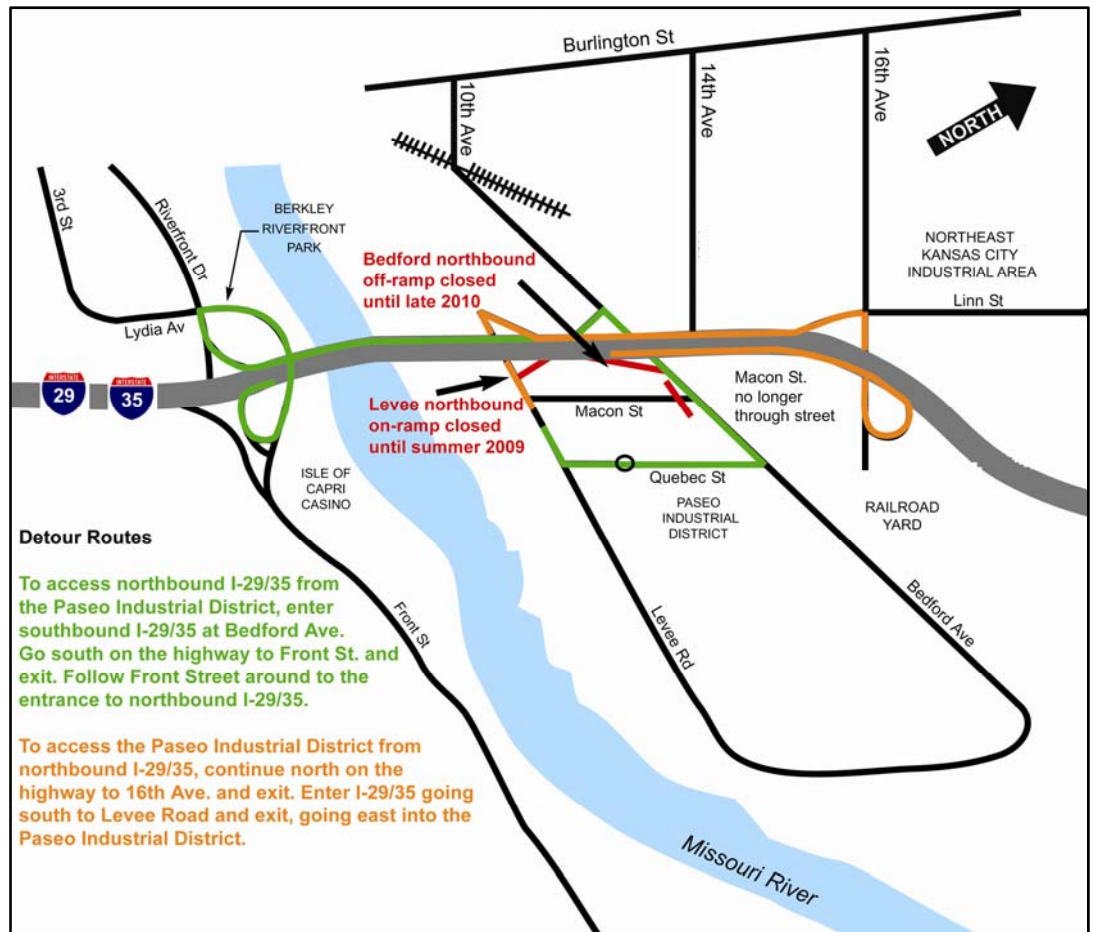 Burlington St
10th Ave
14th Ave
16th Ave
NORTH
3rd St
Riverfront Dr
BERKLEY
RIVERFRONT
PARK
Lydia Av
Bedford northbound
off-ramp closed
until late 2010
NORTHEAST
KANSAS CITY
INDUSTRIAL AREA
Linn St
INTERSTATE
29
INTERSTATE
35
Levee northbound
on-ramp closed
until summer 2009
Macon St
Macon St.
no longer
through street
Quebec St
ISLE OF
CAPRI
CASINO
PASEO
INDUSTRIAL
DISTRICT
RAILROAD
YARD
Front St
Levee Rd
Bedford Ave
Missouri River
Detour Routes
To access northbound I-29/35 from
the Paseo Industrial District, enter
southbound I-29/35 at Bedford Ave.
Go south on the highway to Front St. and
exit. Follow Front Street around to the
entrance to northbound I-29/35.
To access the Paseo Industrial District from
northbound I-29/35, continue north on the
highway to 16th Ave. and exit. Enter I-29/35 going
south to Levee Road and exit, going east into the
Paseo Industrial District.